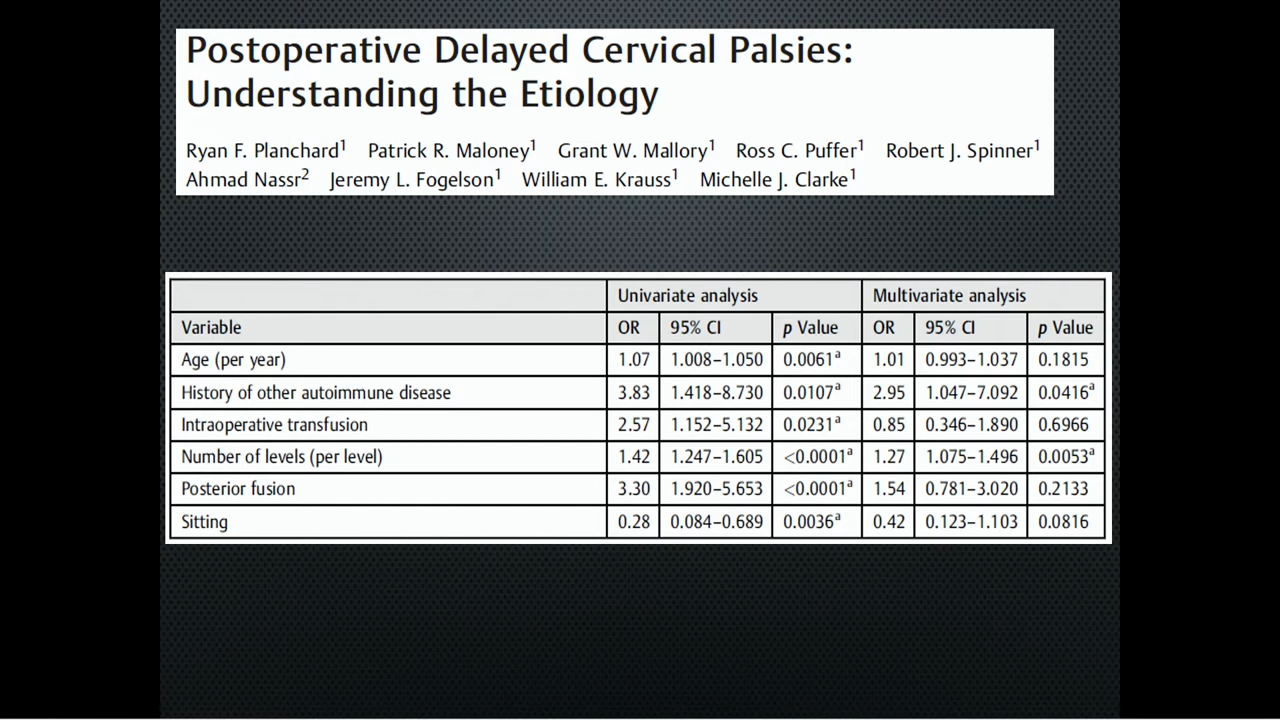 Postoperative Delayed Cervical Palsies:
Understanding the Etiology
Ryan F. Planchard1 Patrick R. Maloney1 Grant W. Mallory1 Ross C. Puffer1 Robert J. Spinner1
Ahmad Nassr2 Jeremy L. Fogelson1 William E. Krauss1 Michelle J. Clarke1
Univariate analysis Multivariate analysis
Variable OR 95% CI p Value OR 95% CI p Value
Age (per year) 1.07 1.008–1.050 0.0061a 1.01 0.993–1.037 0.1815
History of other autoimmune disease 3.83 1.418–8.730 0.0107a 2.95 1.047–7.092 0.0416a
Intraoperative transfusion 2.57 1.152–5.132 0.0231a 0.85 0.346–1.890 0.6966
Number of levels (per level) 1.42 1.247–1.605 <0.0001a 1.27 1.075–1.496 0.0053a
Posterior fusion 3.30 1.920–5.653 <0.0001a 1.54 0.781–3.020 0.2133
Sitting 0.28 0.084–0.689 0.0036a 0.42 0.123–1.103 0.0816